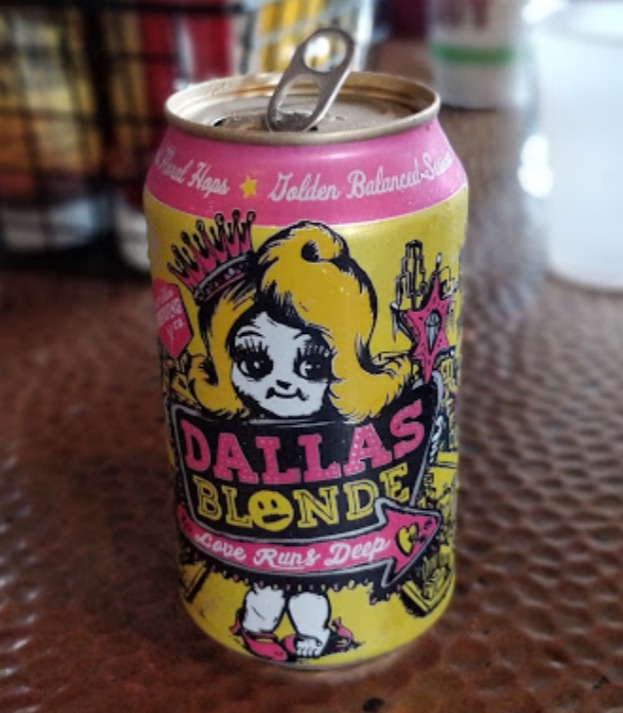 Floral Hops ★ Golden Balanced
DALLAS
BLONDE
Love Runs Deep